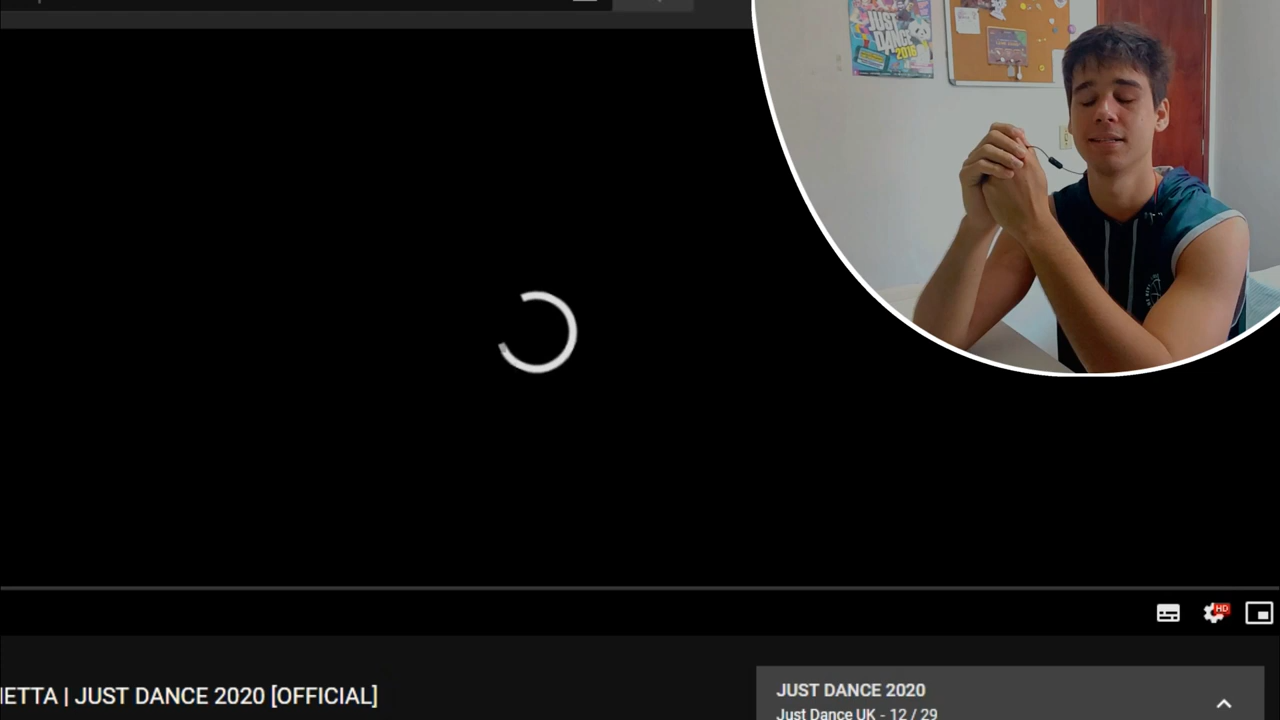 JUST
DANCE
2016
HD
IETTA | JUST DANCE 2020 [OFFICIAL]
JUST DANCE 2020
Just Dance UK - 12 / 29